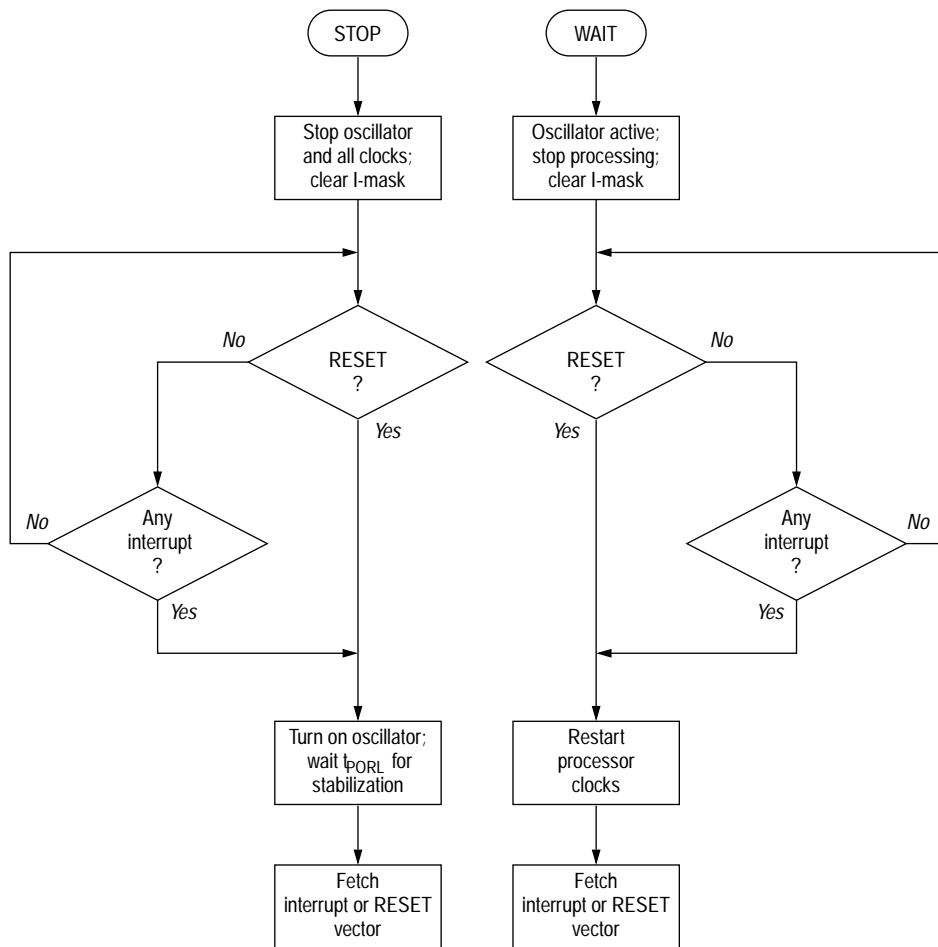 STOP
WAIT
Stop oscillator
and all clocks;
clear I-mask
Oscillator active;
stop processing;
clear I-mask
No
RESET
?
Yes
RESET
?
No
Yes
No
Any
interrupt
?
Yes
Any
interrupt
?
No
Yes
Turn on oscillator;
wait tPORL for
stabilization
Restart
processor
clocks
Fetch
interrupt or RESET
vector
Fetch
interrupt or RESET
vector